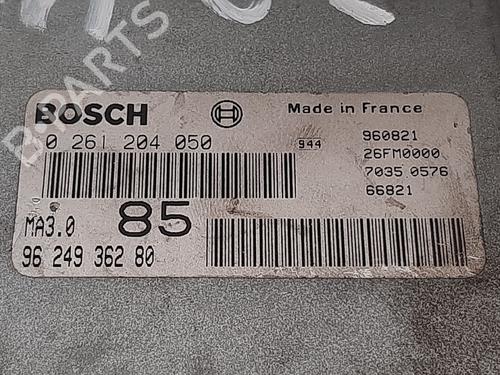 B-PARTS
BOSCH Made in France
0 261 204 050 944 960821
26FM0000
7035 0576
66821
MA3.0 85
96 249 362 80